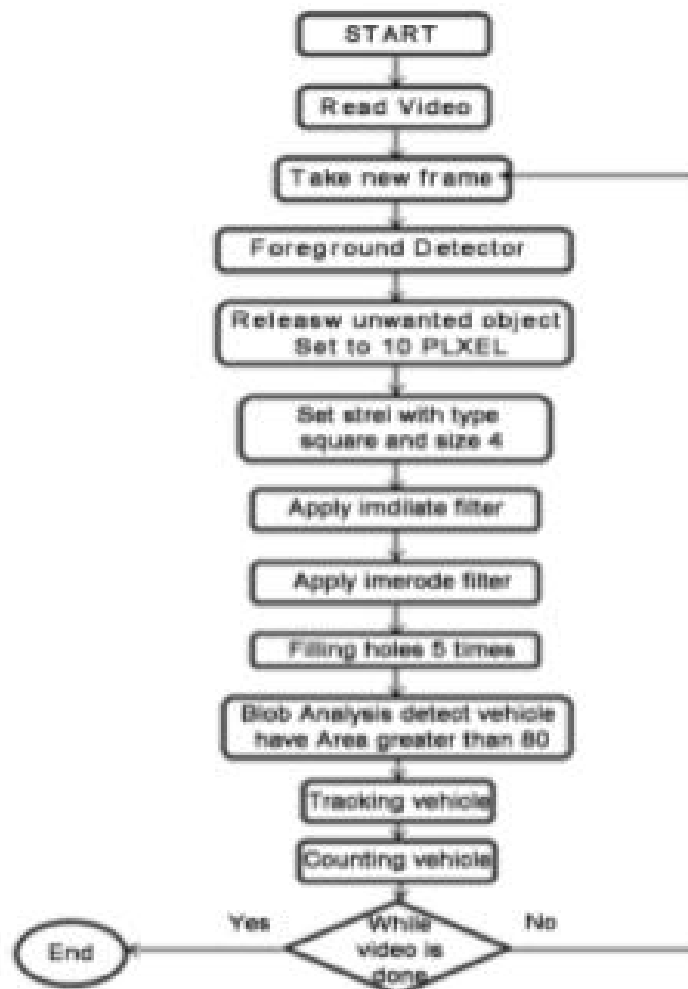 START
Read Video
Take new frame
Foreground Detector
Releasw unwanted object
Set to 10 PLXEL
Set strel with type
square and size 4
Apply imdilate filter
Apply imerode filter
Filling holes 5 times
Blob Analysis detect vehicle
have Area greater than 80
Tracking vehicle
Counting vehicle
Yes
While
No
video is
done
End